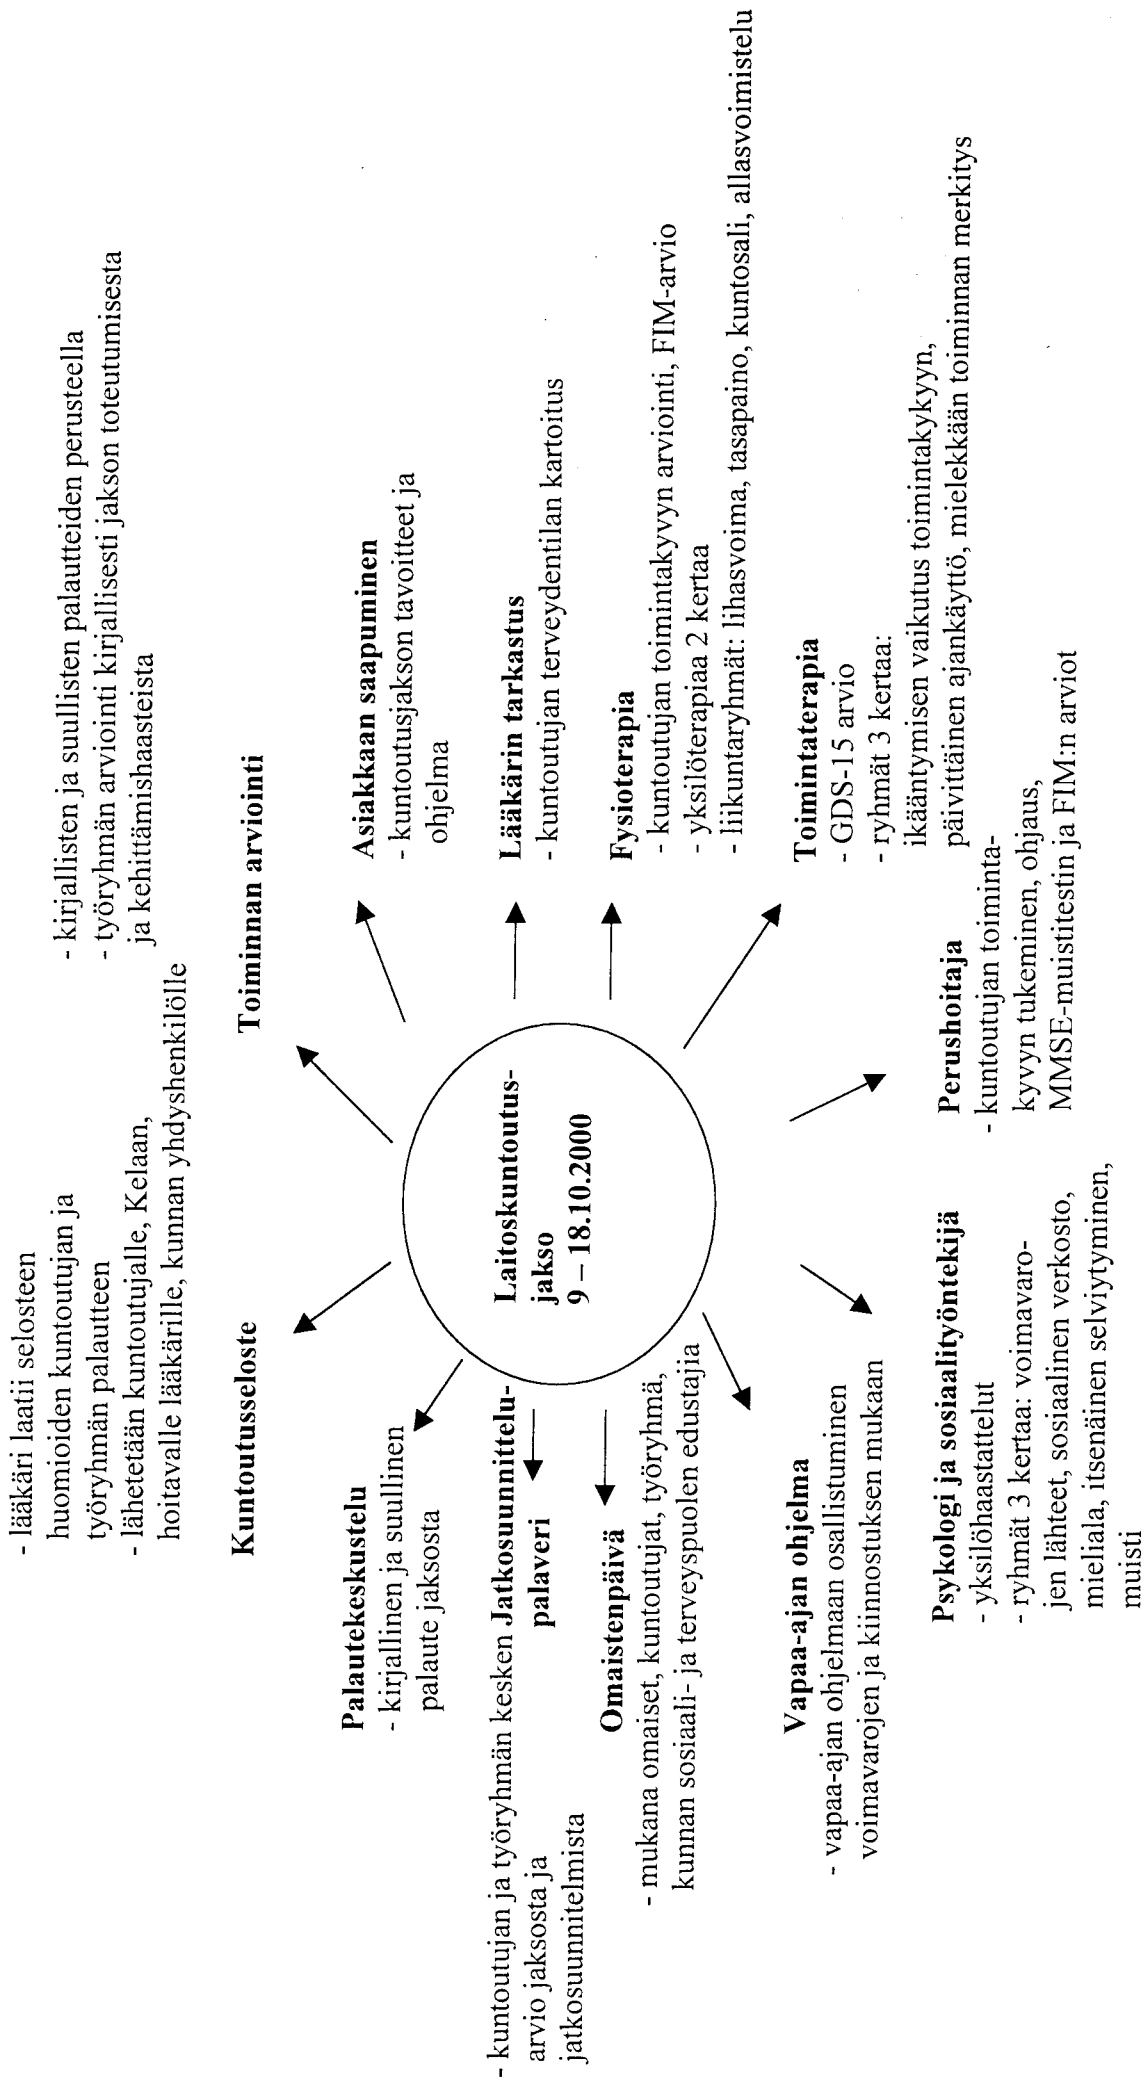 - lääkäri laatii selosteen
huomioiden kuntoutujan ja
työryhmän palautteen
- lähetetään kuntoutujalle, Kelaan,
hoitavalle lääkärille, kunnan yhdyshenkilölle
Kuntoutusseloste
- kirjallisten ja suullisten palautteiden perusteella
- työryhmän arviointi kirjallisesti jakson toteutumisesta
ja kehittämishaasteista
Toiminnan arviointi
Asiakkaan saapuminen
- kuntoutusjakson tavoitteet ja
ohjelma
Lääkärin tarkastus
- kuntoutujan terveydentilan kartoitus
Fysioterapia
- kuntoutujan toimintakyvyn arviointi, FIM-arvio
- yksilöterapiaa 2 kertaa
- liikuntaryhmät: lihasvoima, tasapaino, kuntosali, allasvoimistelu
Toimintaterapia
- GDS-15 arvio
- ryhmät 3 kertaa:
ikääntymisen vaikutus toimintakykyyn,
päivittäinen ajankäyttö, mielekkään toiminnan merkitys
Perushoitaja
- kuntoutujan toiminta-
kyvyn tukeminen, ohjaus,
MMSE-muistitestin ja FIM:n arviot
Psykologi ja sosiaalityöntekijä
- yksilöhaastattelut
- ryhmät 3 kertaa: voimavaro-
jen lähteet, sosiaalinen verkosto,
mieliala, itsenäinen selviytyminen,
muisti
Vapaa-ajan ohjelma
- vapaa-ajan ohjelmaan osallistuminen
voimavarojen ja kiinnostuksen mukaan
Omaistenpäivä
- mukana omaiset, kuntoutujat, työryhmä,
kunnan sosiaali- ja terveyspuolen edustajia
Jatkosuunnittelu-
palaveri
- kuntoutujan ja työryhmän kesken
arvio jaksosta ja
jatkosuunnitelmista
Palautekeskustelu
- kirjallinen ja suullinen
palaute jaksosta
Laitoskuntoutus-
jakso
9 – 18.10.2000